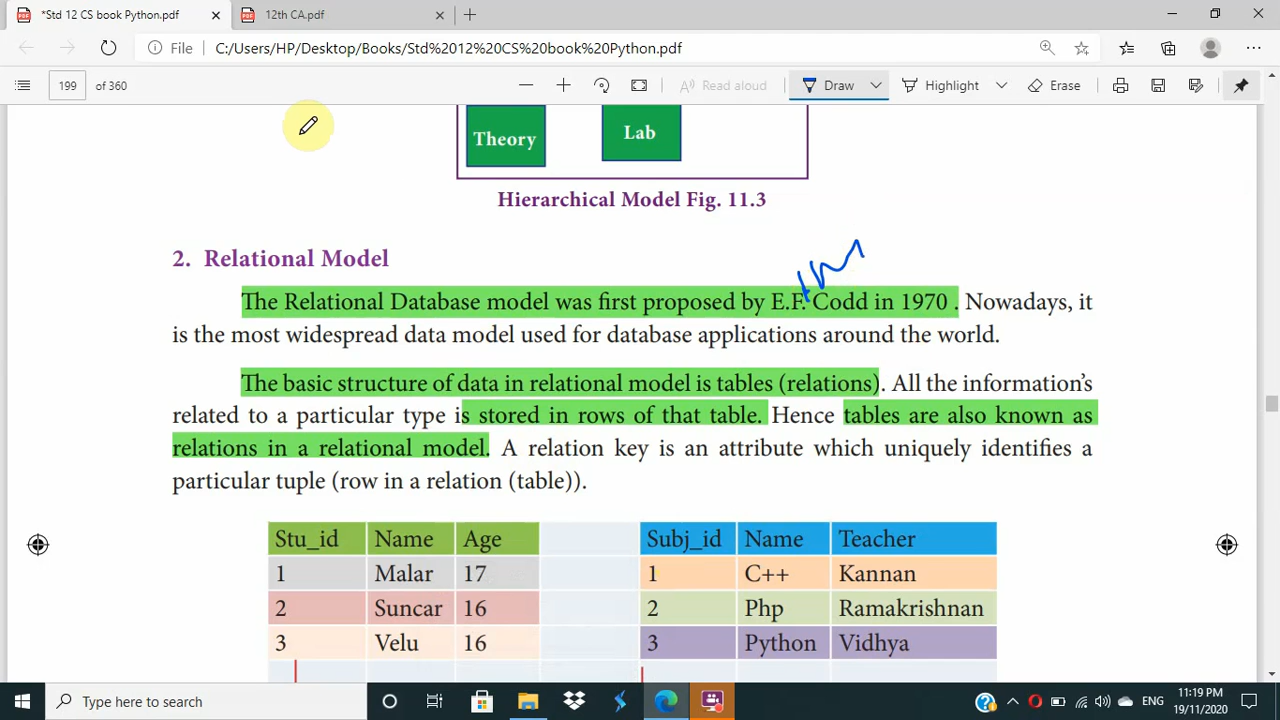 *Std 12 CS book Python.pdf
12th CA.pdf
File C:/Users/HP/Desktop/Books/Std%2012%20CS%20book%20Python.pdf
199 of 360 Read aloud Draw Highlight Erase
Theory Lab
Hierarchical Model Fig. 11.3
2. Relational Model
The Relational Database model was first proposed by E.F. Codd in 1970 . Nowadays, it
is the most widespread data model used for database applications around the world.
The basic structure of data in relational model is tables (relations). All the information’s
related to a particular type is stored in rows of that table. Hence tables are also known as
relations in a relational model. A relation key is an attribute which uniquely identifies a
particular tuple (row in a relation (table)).
Stu_id Name Age Subj_id Name Teacher
1 Malar 17 1 C++ Kannan
2 Suncar 16 2 Php Ramakrishnan
3 Velu 16 3 Python Vidhya
Type here to search
ENG
11:19 PM
19/11/2020